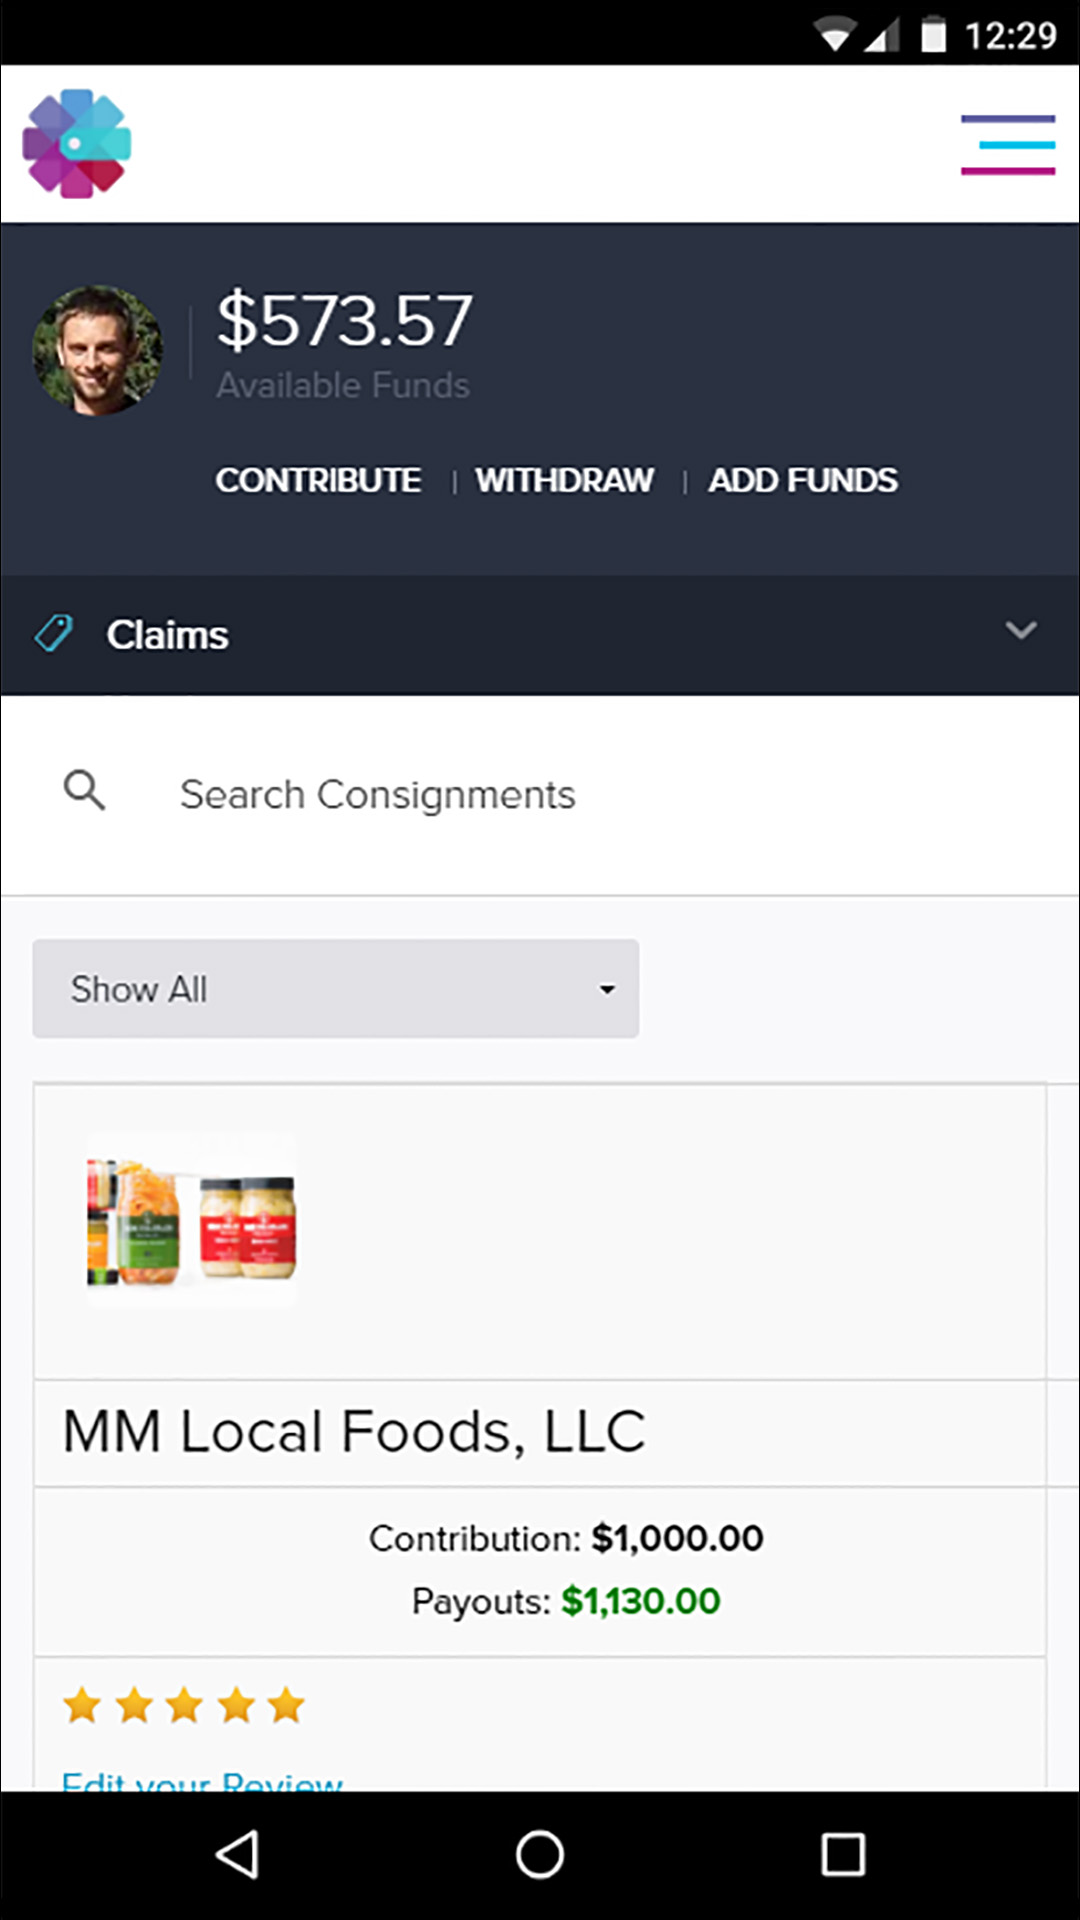 12:29
$573.57
Available Funds
CONTRIBUTE | WITHDRAW | ADD FUNDS
Claims
Search Consignments
Show All
MM Local Foods, LLC
Contribution: $1,000.00
Payouts: $1,130.00
Edit your Review